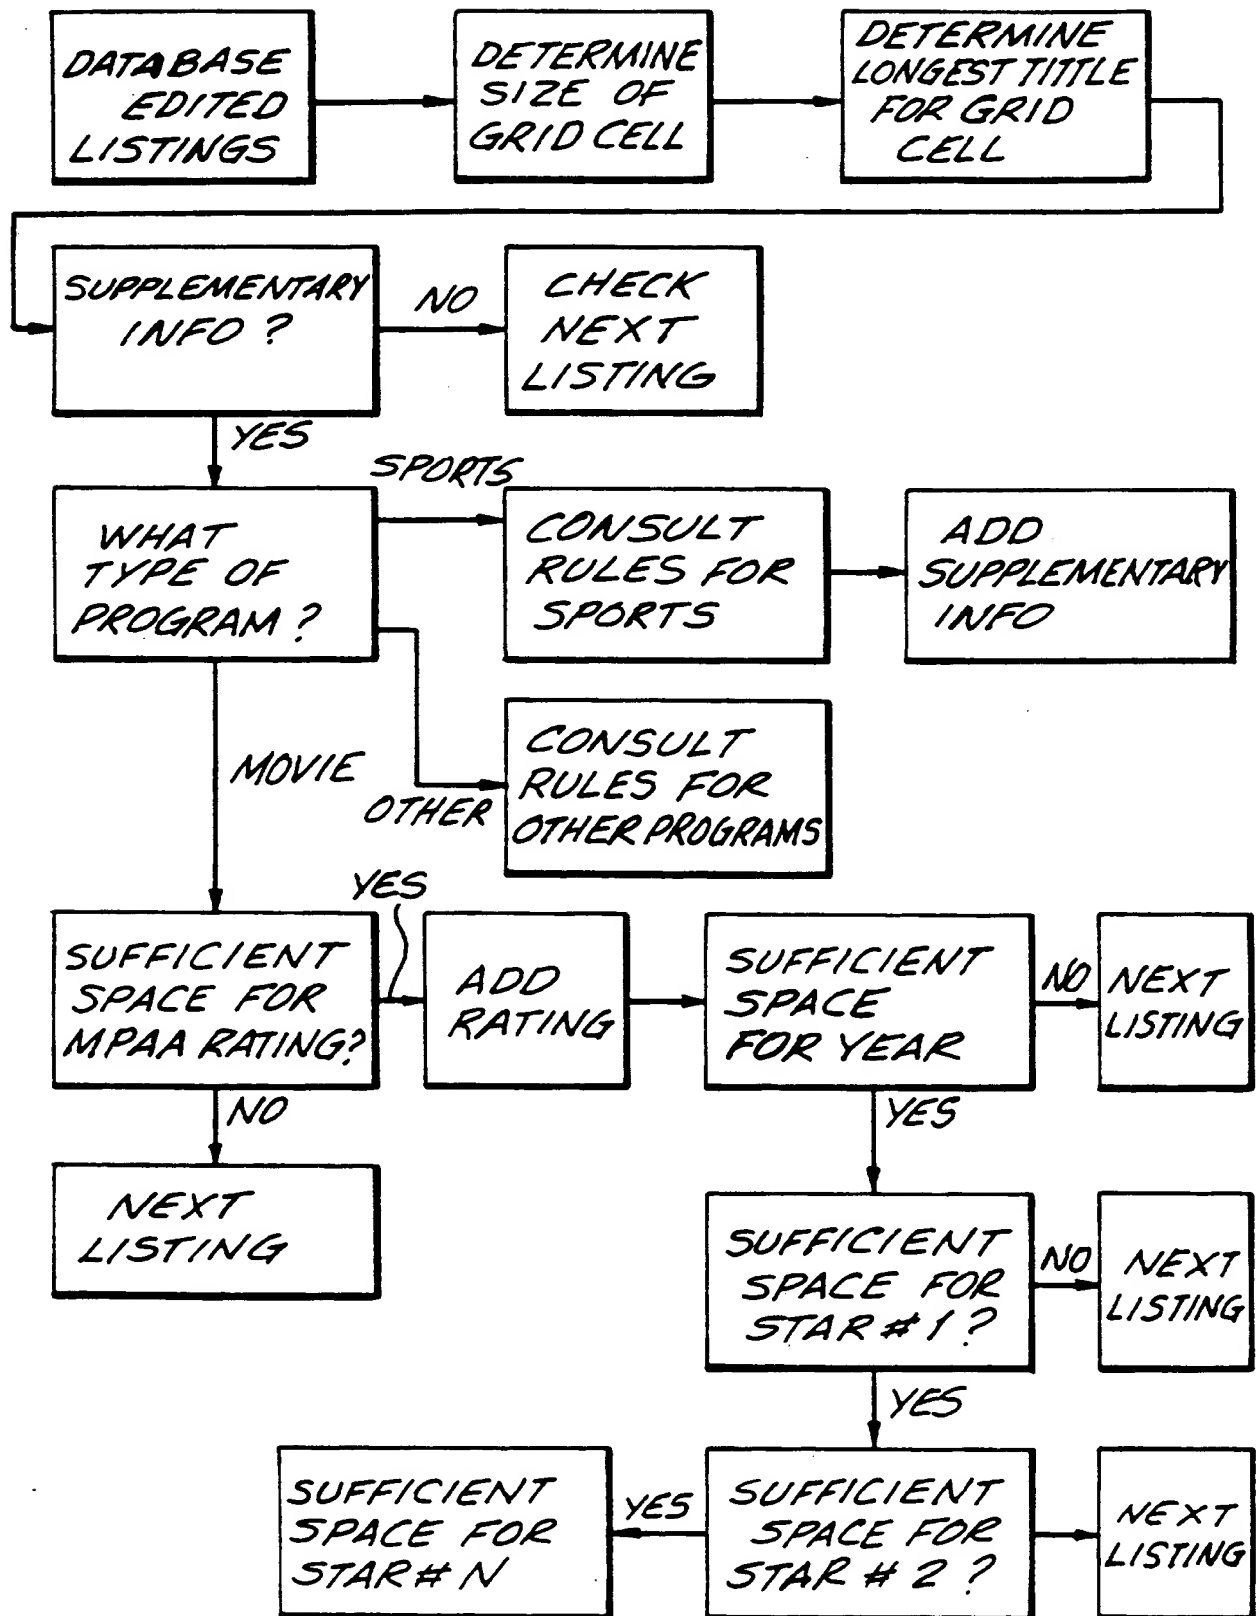 DATABASE
EDITED
LISTINGS
DETERMINE
SIZE OF
GRID CELL
DETERMINE
LONGEST TITTLE
FOR GRID
CELL
SUPPLEMENTARY
INFO?
NO
CHECK
NEXT
LISTING
YES
WHAT
TYPE OF
PROGRAM?
SPORTS
CONSULT
RULES FOR
SPORTS
ADD
SUPPLEMENTARY
INFO
OTHER
CONSULT
RULES FOR
OTHER PROGRAMS
MOVIE
SUFFICIENT
SPACE FOR
MPAA RATING?
YES
ADD
RATING
SUFFICIENT
SPACE
FOR YEAR
NO
NEXT
LISTING
NO
NEXT
LISTING
YES
SUFFICIENT
SPACE FOR
STAR #1?
NO
NEXT
LISTING
YES
SUFFICIENT
SPACE FOR
STAR #2?
NEXT
LISTING
YES
SUFFICIENT
SPACE FOR
STAR # N